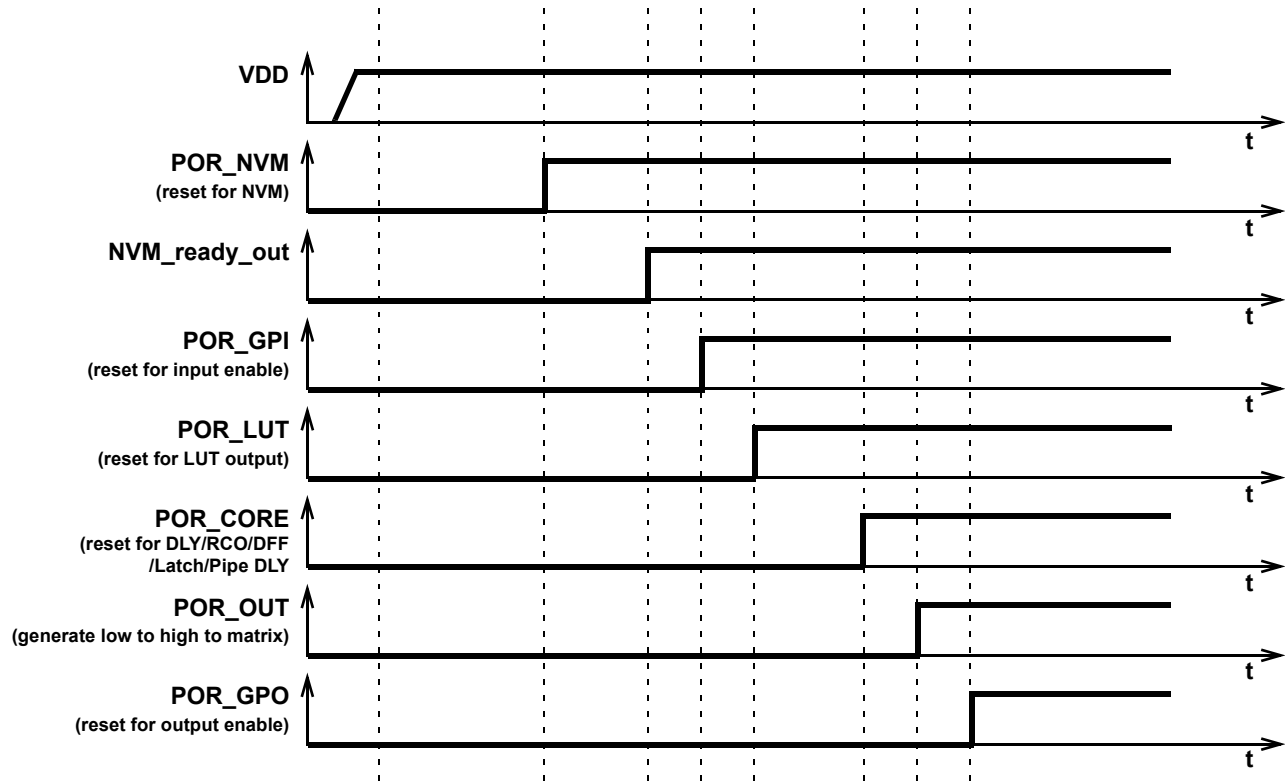 VDD
t
POR_NVM
(reset for NVM)
t
NVM_ready_out
t
POR_GPI
(reset for input enable)
t
POR_LUT
(reset for LUT output)
t
POR_CORE
(reset for DLY/RCO/DFF
/Latch/Pipe DLY
t
POR_OUT
(generate low to high to matrix)
t
POR_GPO
(reset for output enable)
t